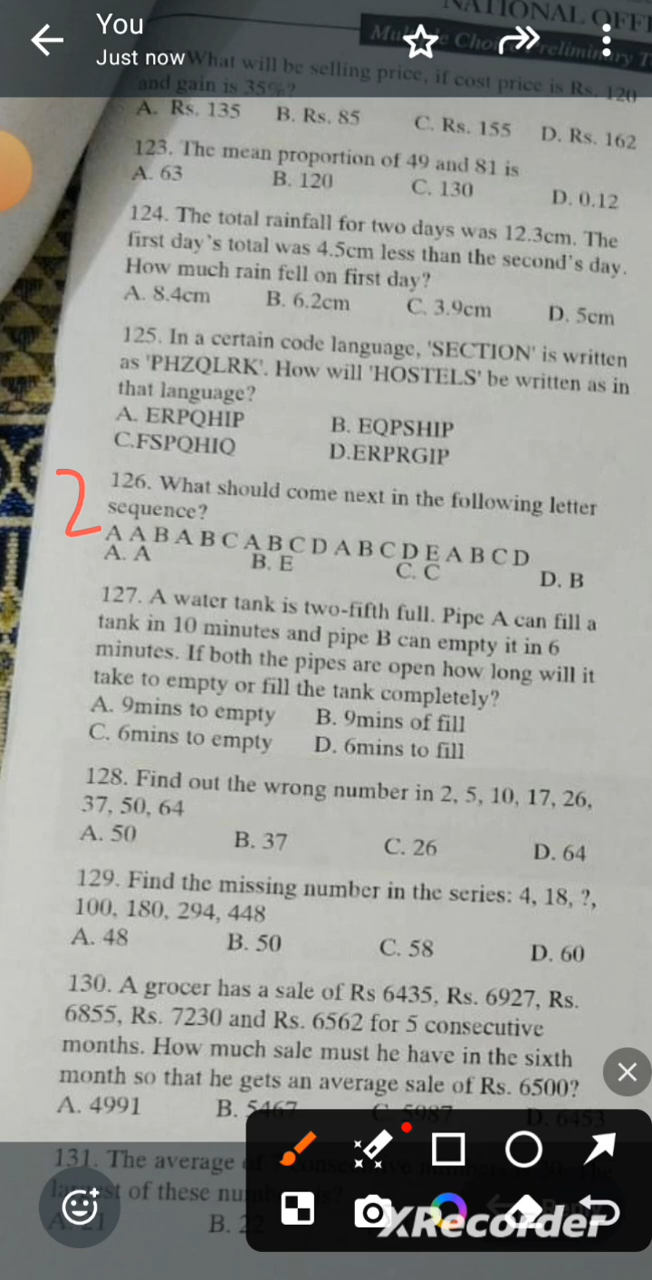 You
Just now
NATIONAL OFFI
What will be selling price, if cost price is Rs. 120
and gain is 35%?
A. Rs. 135 B. Rs. 85 C. Rs. 155 D. Rs. 162
123. The mean proportion of 49 and 81 is
A. 63 B. 120 C. 130 D. 0.12
124. The total rainfall for two days was 12.3cm. The
first day's total was 4.5cm less than the second's day.
How much rain fell on first day?
A. 8.4cm B. 6.2cm C. 3.9cm D. 5cm
125. In a certain code language, 'SECTION' is written
as 'PHZQLRK'. How will 'HOSTELS' be written as in
that language?
A. ERPQHIP B. EQPSHIP
C.FSPQHIQ D.ERPRGIP
2
126. What should come next in the following letter
sequence?
A A B A B C A B C D A B C D E A B C D
A. A B. E C. C D. B
127. A water tank is two-fifth full. Pipe A can fill a
tank in 10 minutes and pipe B can empty it in 6
minutes. If both the pipes are open how long will it
take to empty or fill the tank completely?
A. 9mins to empty B. 9mins of fill
C. 6mins to empty D. 6mins to fill
128. Find out the wrong number in 2, 5, 10, 17, 26,
37, 50, 64
A. 50 B. 37 C. 26 D. 64
129. Find the missing number in the series: 4, 18, ?,
100, 180, 294, 448
A. 48 B. 50 C. 58 D. 60
130. A grocer has a sale of Rs 6435, Rs. 6927, Rs.
6855, Rs. 7230 and Rs. 6562 for 5 consecutive
months. How much sale must he have in the sixth
month so that he gets an average sale of Rs. 6500?
A. 4991 B. 5467 C. 5987 D. 6453
131. The average of
of these
B. 22
XRecorder